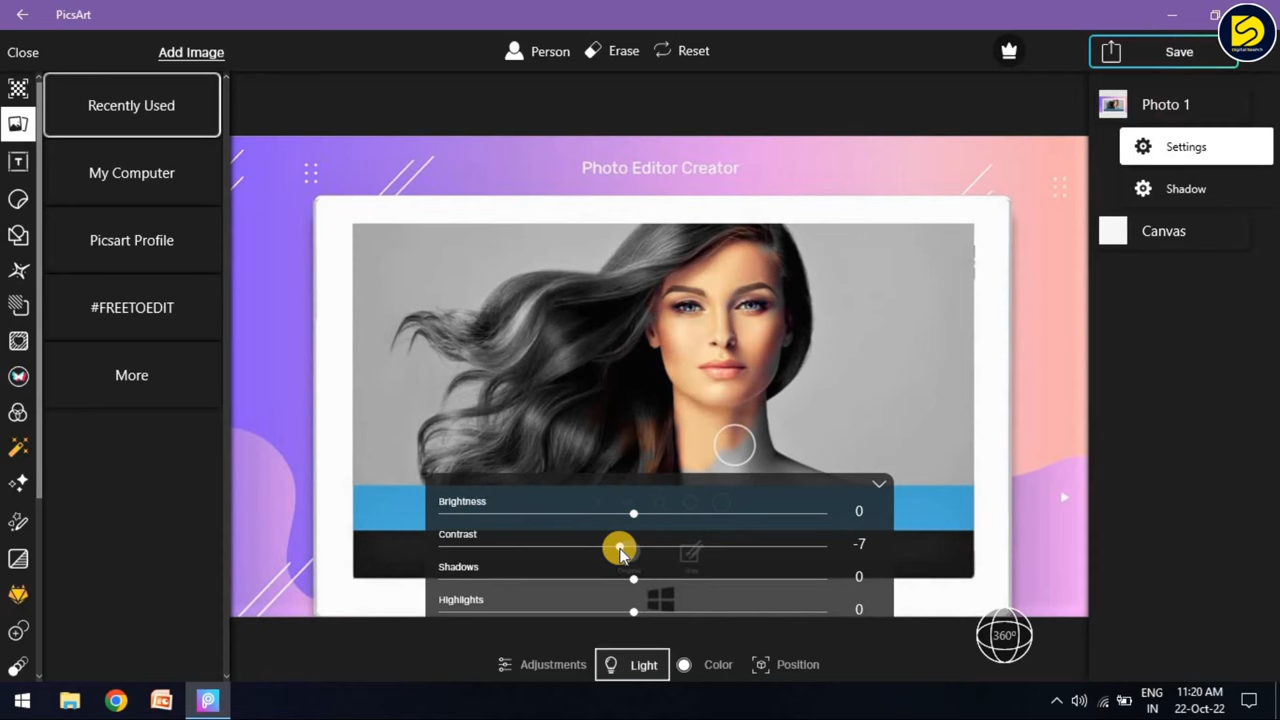 PicsArt
Close
Add Image
Person
Erase
Reset
Save
Digital Search
Recently Used
My Computer
Picsart Profile
#FREETOEDIT
More
Photo 1
Settings
Shadow
Canvas
Photo Editor Creator
Brightness
0
Contrast
-7
Shadows
0
Highlights
0
360°
Adjustments
Light
Color
Position
ENG
IN
11:20 AM
22-Oct-22